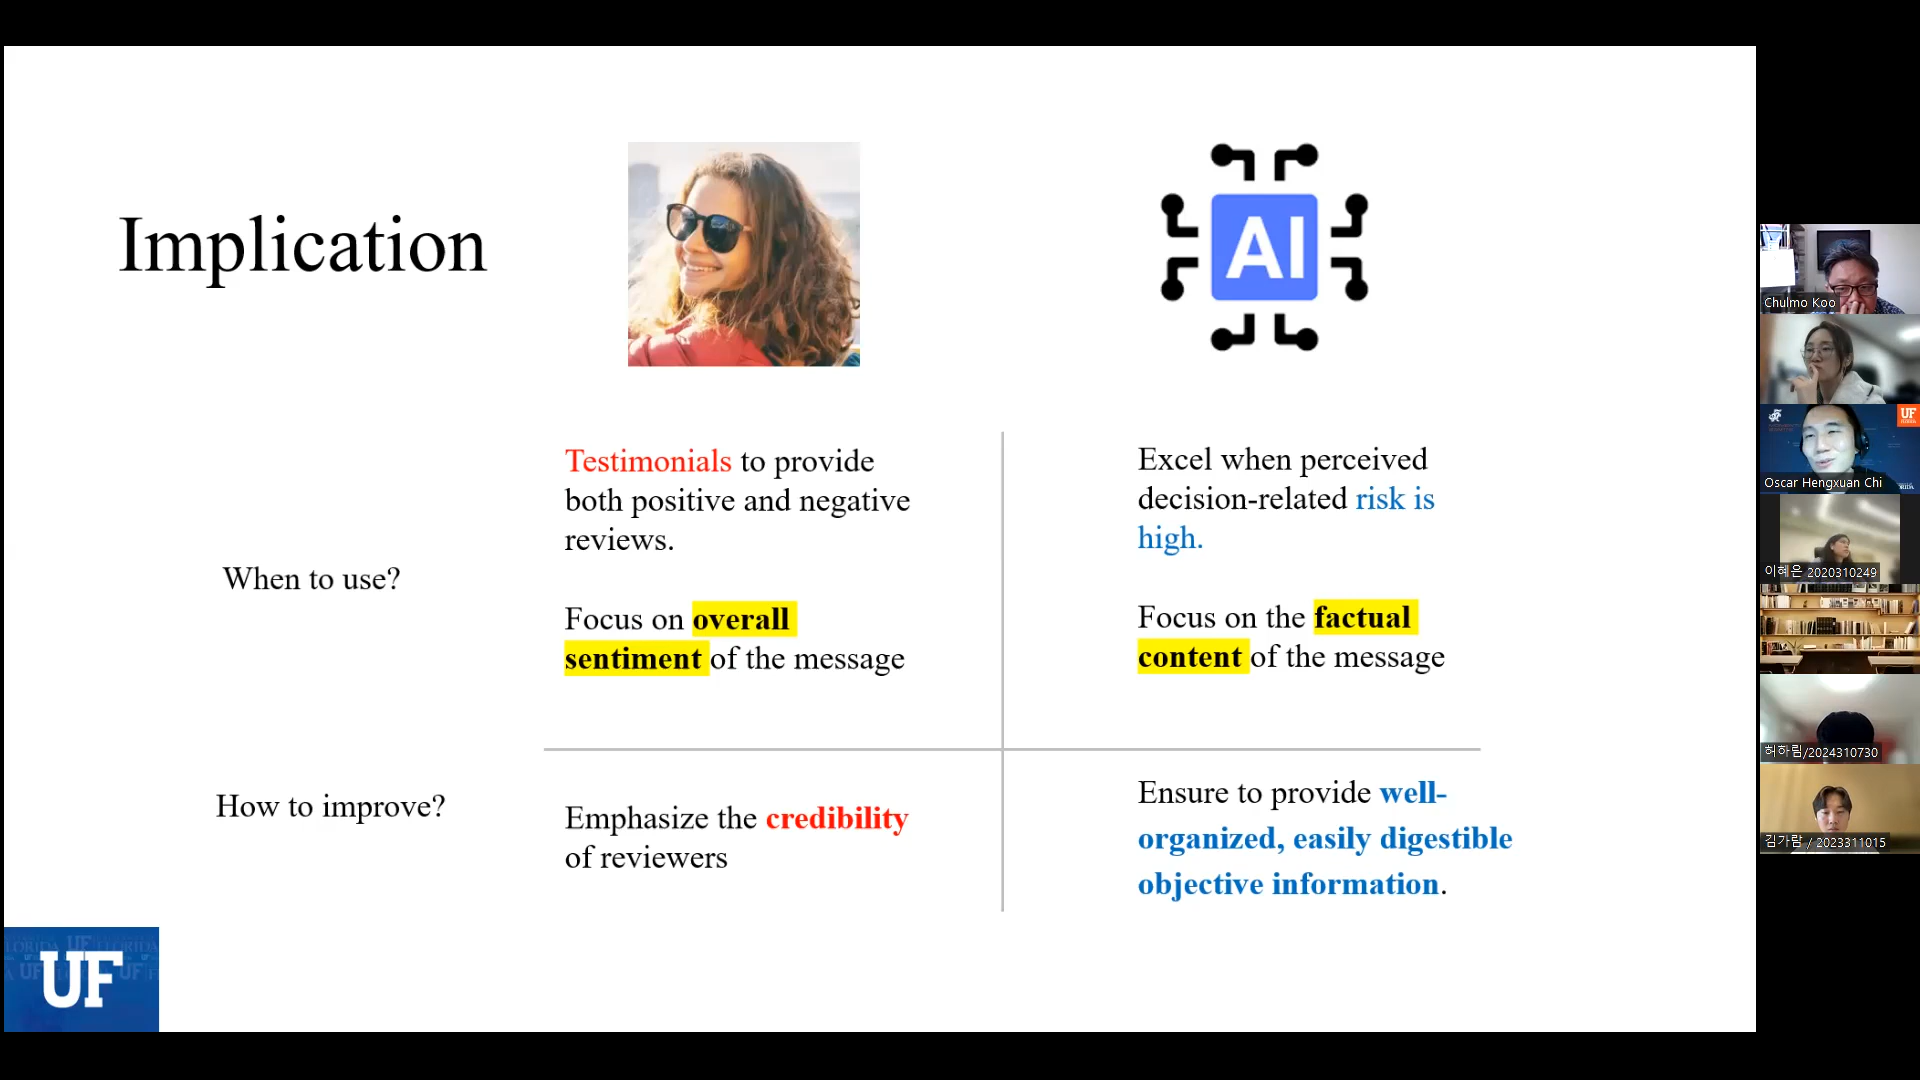 Implication
AI
Testimonials to provide
both positive and negative
reviews.
Focus on overall
sentiment of the message
Excel when perceived
decision-related risk is
high.
Focus on the factual
content of the message
When to use?
How to improve?
Emphasize the credibility
of reviewers
Ensure to provide well-
organized, easily digestible
objective information.
UF
Chulmo Koo
UF
Oscar Hengxuan Chi
이혜은 2020310249
허하림/2024310730
김가람 / 2023311015